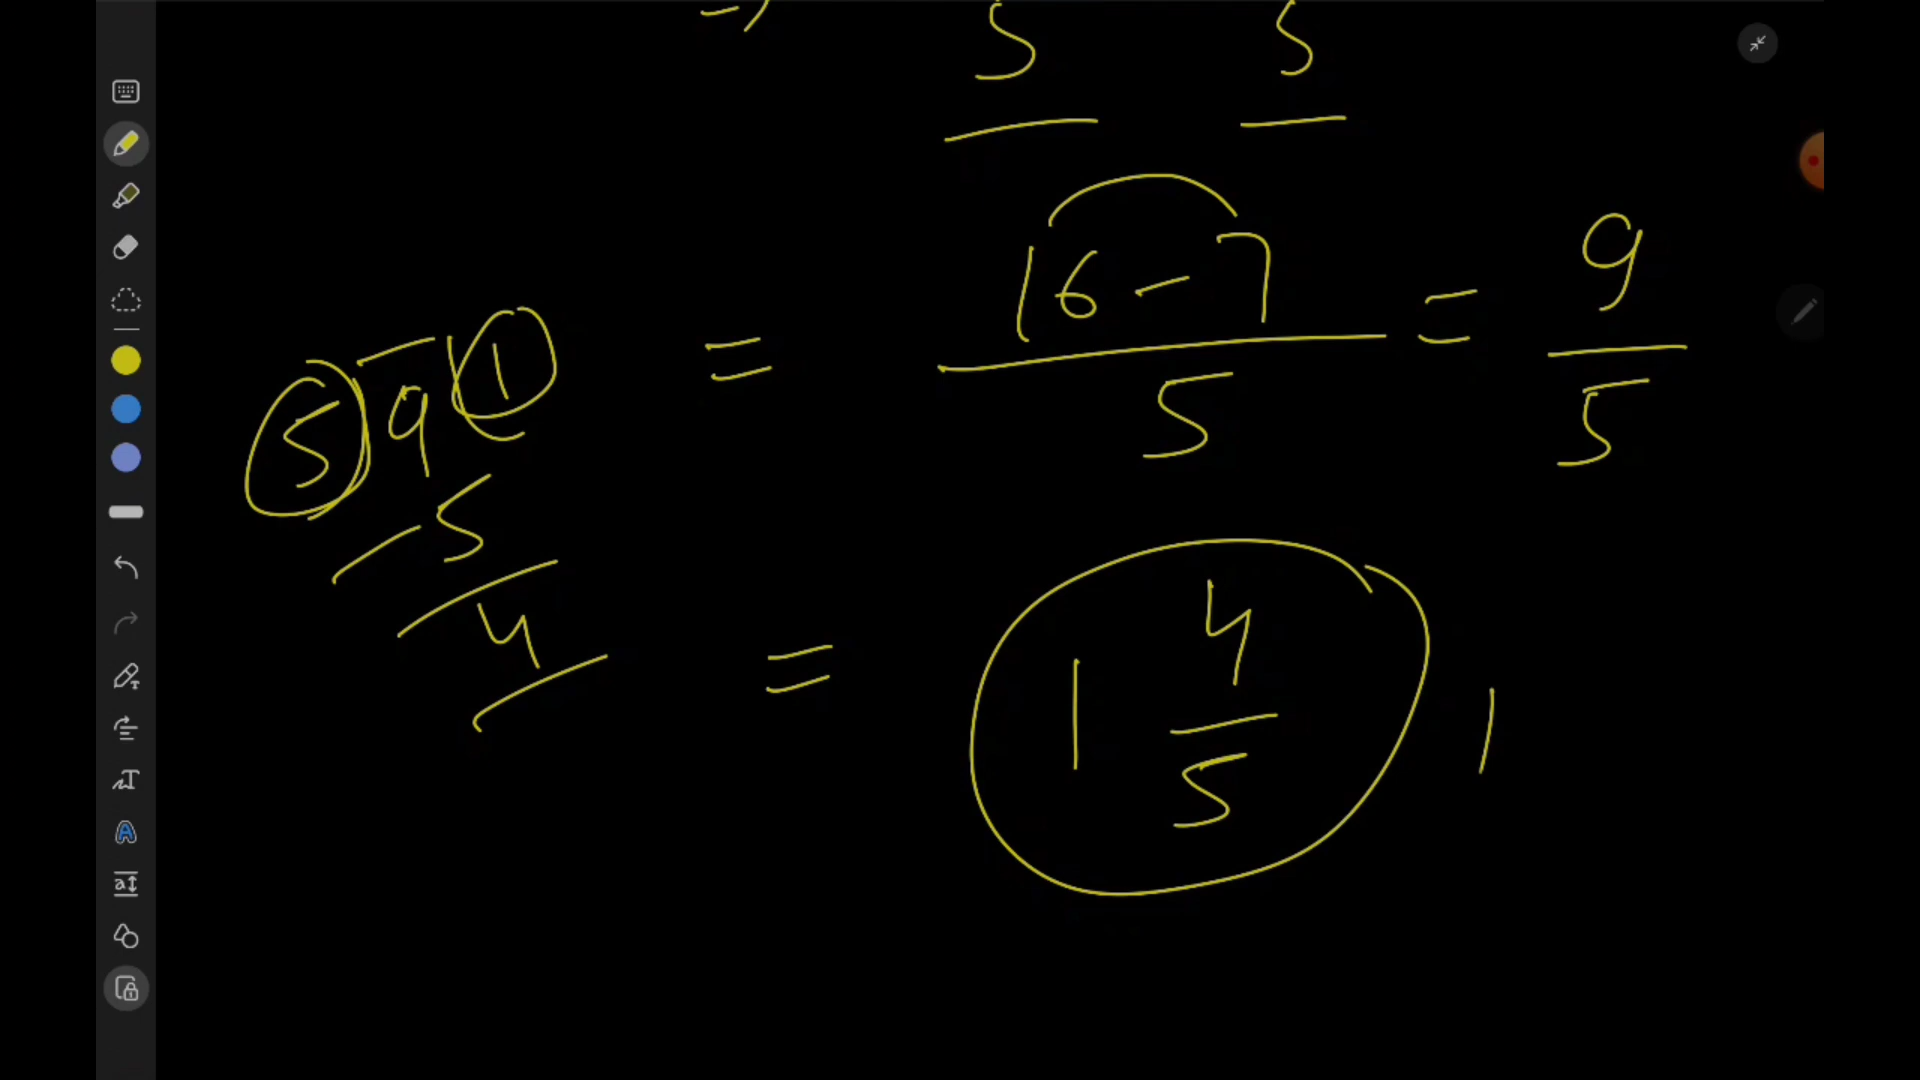 => 5 5
= 16 - 7 / 5 = 9 / 5
5 ) 9 ( 1
- 5
4
= 1 4/5 ,